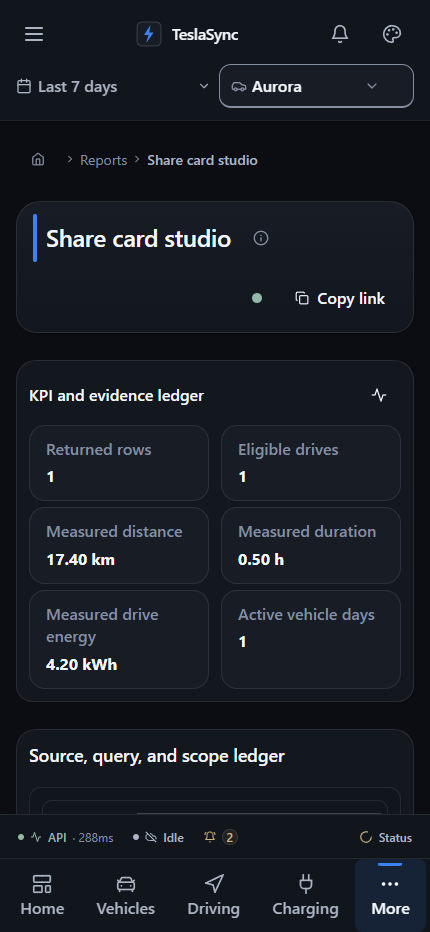 TeslaSync
Last 7 days
Aurora
Reports
Share card studio
Share card studio
Copy link
KPI and evidence ledger
Returned rows
1
Eligible drives
1
Measured distance
17.40 km
Measured duration
0.50 h
Measured drive
energy
4.20 kWh
Active vehicle days
1
Source, query, and scope ledger
API · 288ms
Idle
2
Status
Home
Vehicles
Driving
Charging
More